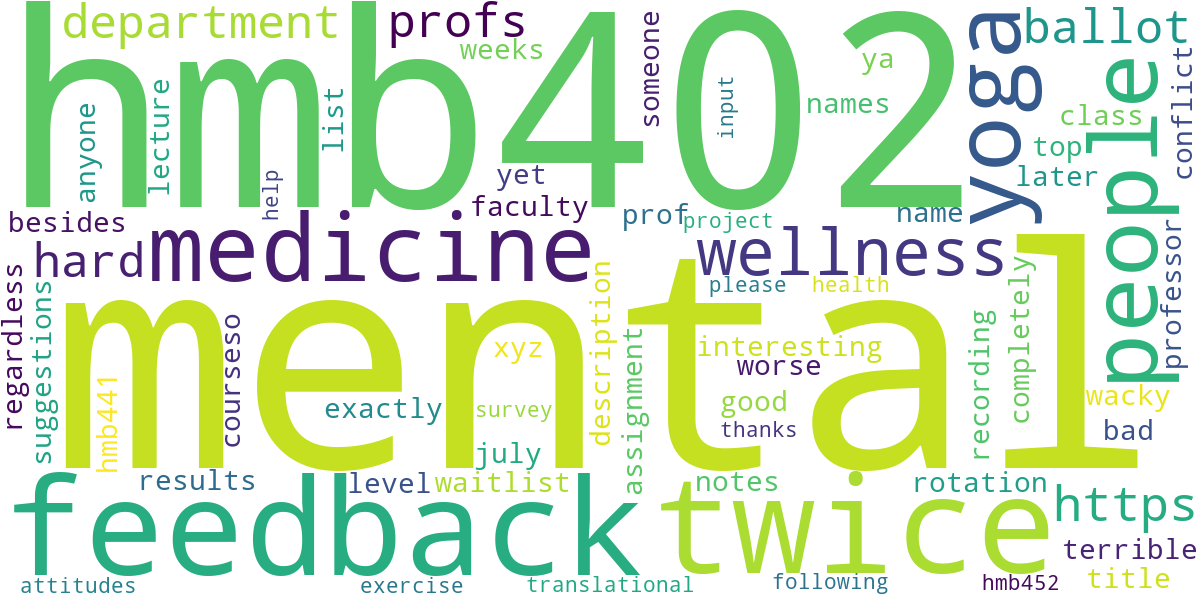 department
profs
weeks
someone
ya
yoga
ballot
hmb402
input
names
class
people
conflict
anyone
lecture
list
top
help
yet
later
besides
faculty
prof
project
name
hard
medicine
wellness
professor
regardless
suggestions
courseso
description
please
health
completely
mental
xyz
assignment
interesting
worse
recording
hmb441
exactly
survey
good
thanks
wacky
bad
july
results
level
waitlist
notes
rotation
feedback
twice
https
terrible
title
attitudes
exercise
translational
following
hmb452